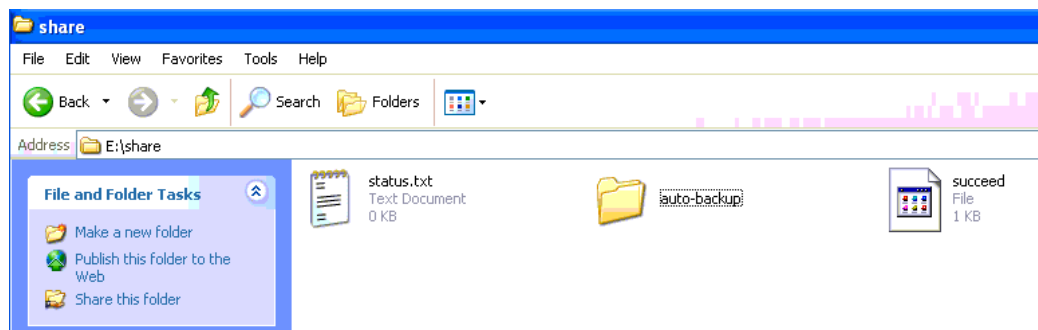 share
File Edit View Favorites Tools Help
Back Search Folders
Address E:\share
File and Folder Tasks
Make a new folder
Publish this folder to the
Web
Share this folder
status.txt
Text Document
0 KB
auto-backup
succeed
File
1 KB